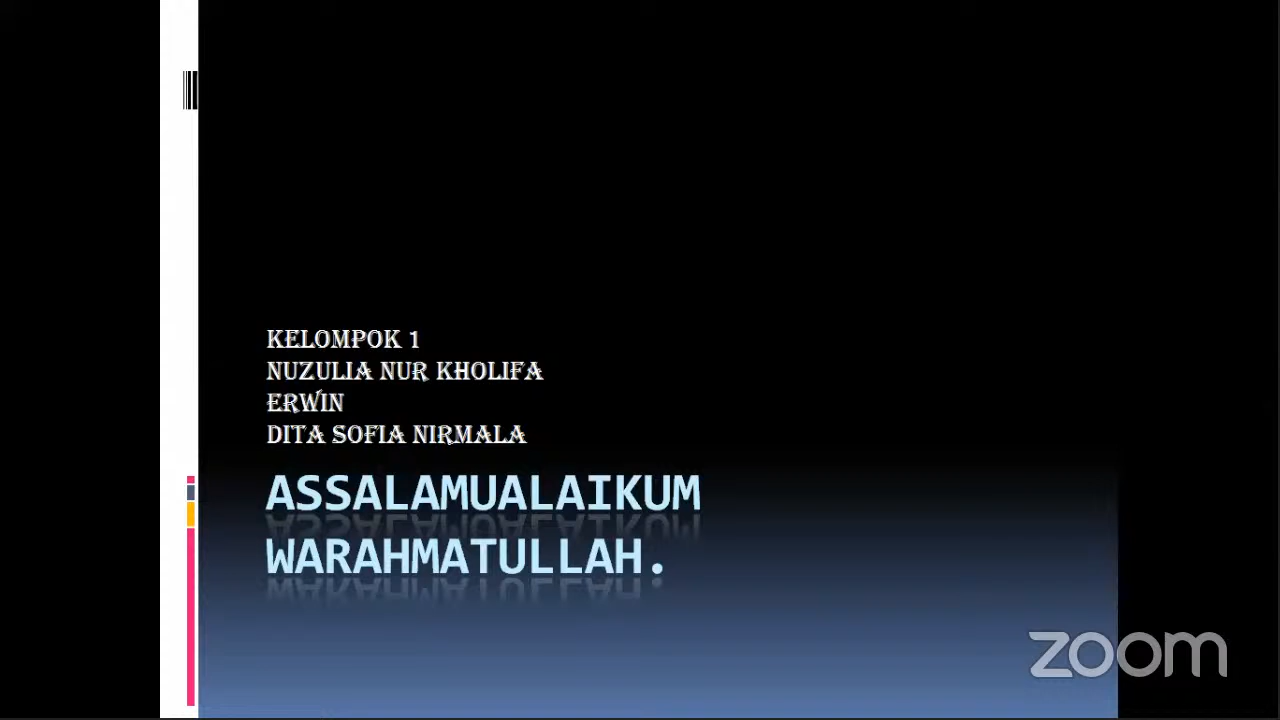 KELOMPOK 1
NUZULIA NUR KHOLIFA
ERWIN
DITA SOFIA NIRMALA
ASSALAMUALAIKUM
WARAHMATULLAH.
zoom